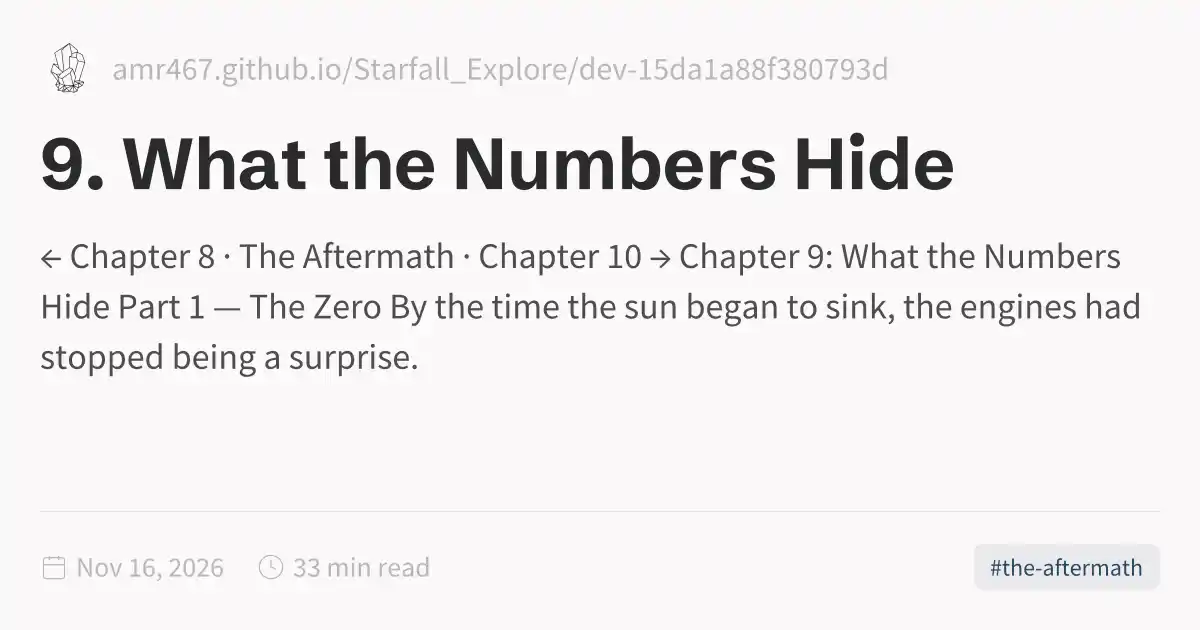 amr467.github.io/Starfall_Explore/dev-15da1a88f380793d
9. What the Numbers Hide
← Chapter 8 · The Aftermath · Chapter 10 → Chapter 9: What the Numbers
Hide Part 1 — The Zero By the time the sun began to sink, the engines had
stopped being a surprise.
Nov 16, 2026
33 min read
#the-aftermath